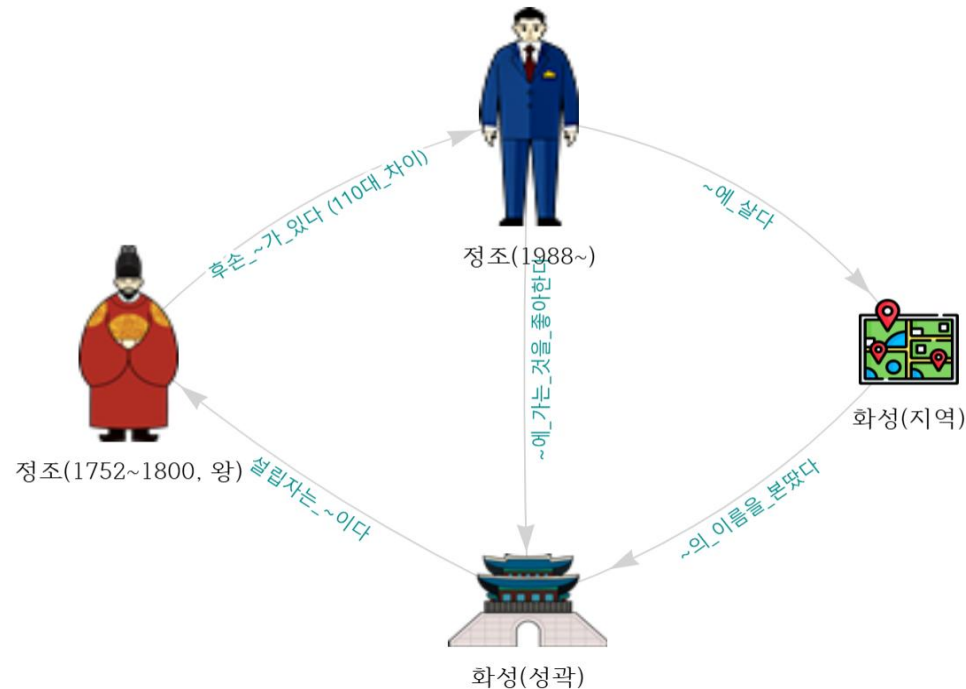 후손_~가_있다 (110대_차이)
~에_살다
정조(1988~)
~에_가는_것을_좋아한다
화성(지역)
정조(1752~1800, 왕)
설립자는_~이다
~의_이름을_본땄다
화성(성곽)